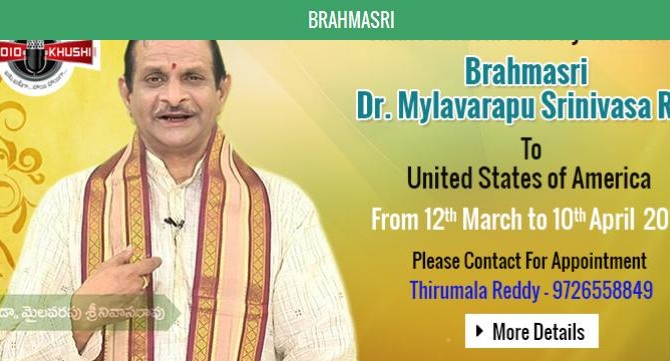 BRAHMASRI
DIO KHUSHI
Brahmasri
Dr. Mylavarapu Srinivasa R
To
United States of America
From 12th March to 10th April 20
Please Contact For Appointment
Thirumala Reddy - 9726558849
డా,, మైలవరపు శ్రీనివాసరావు
More Details